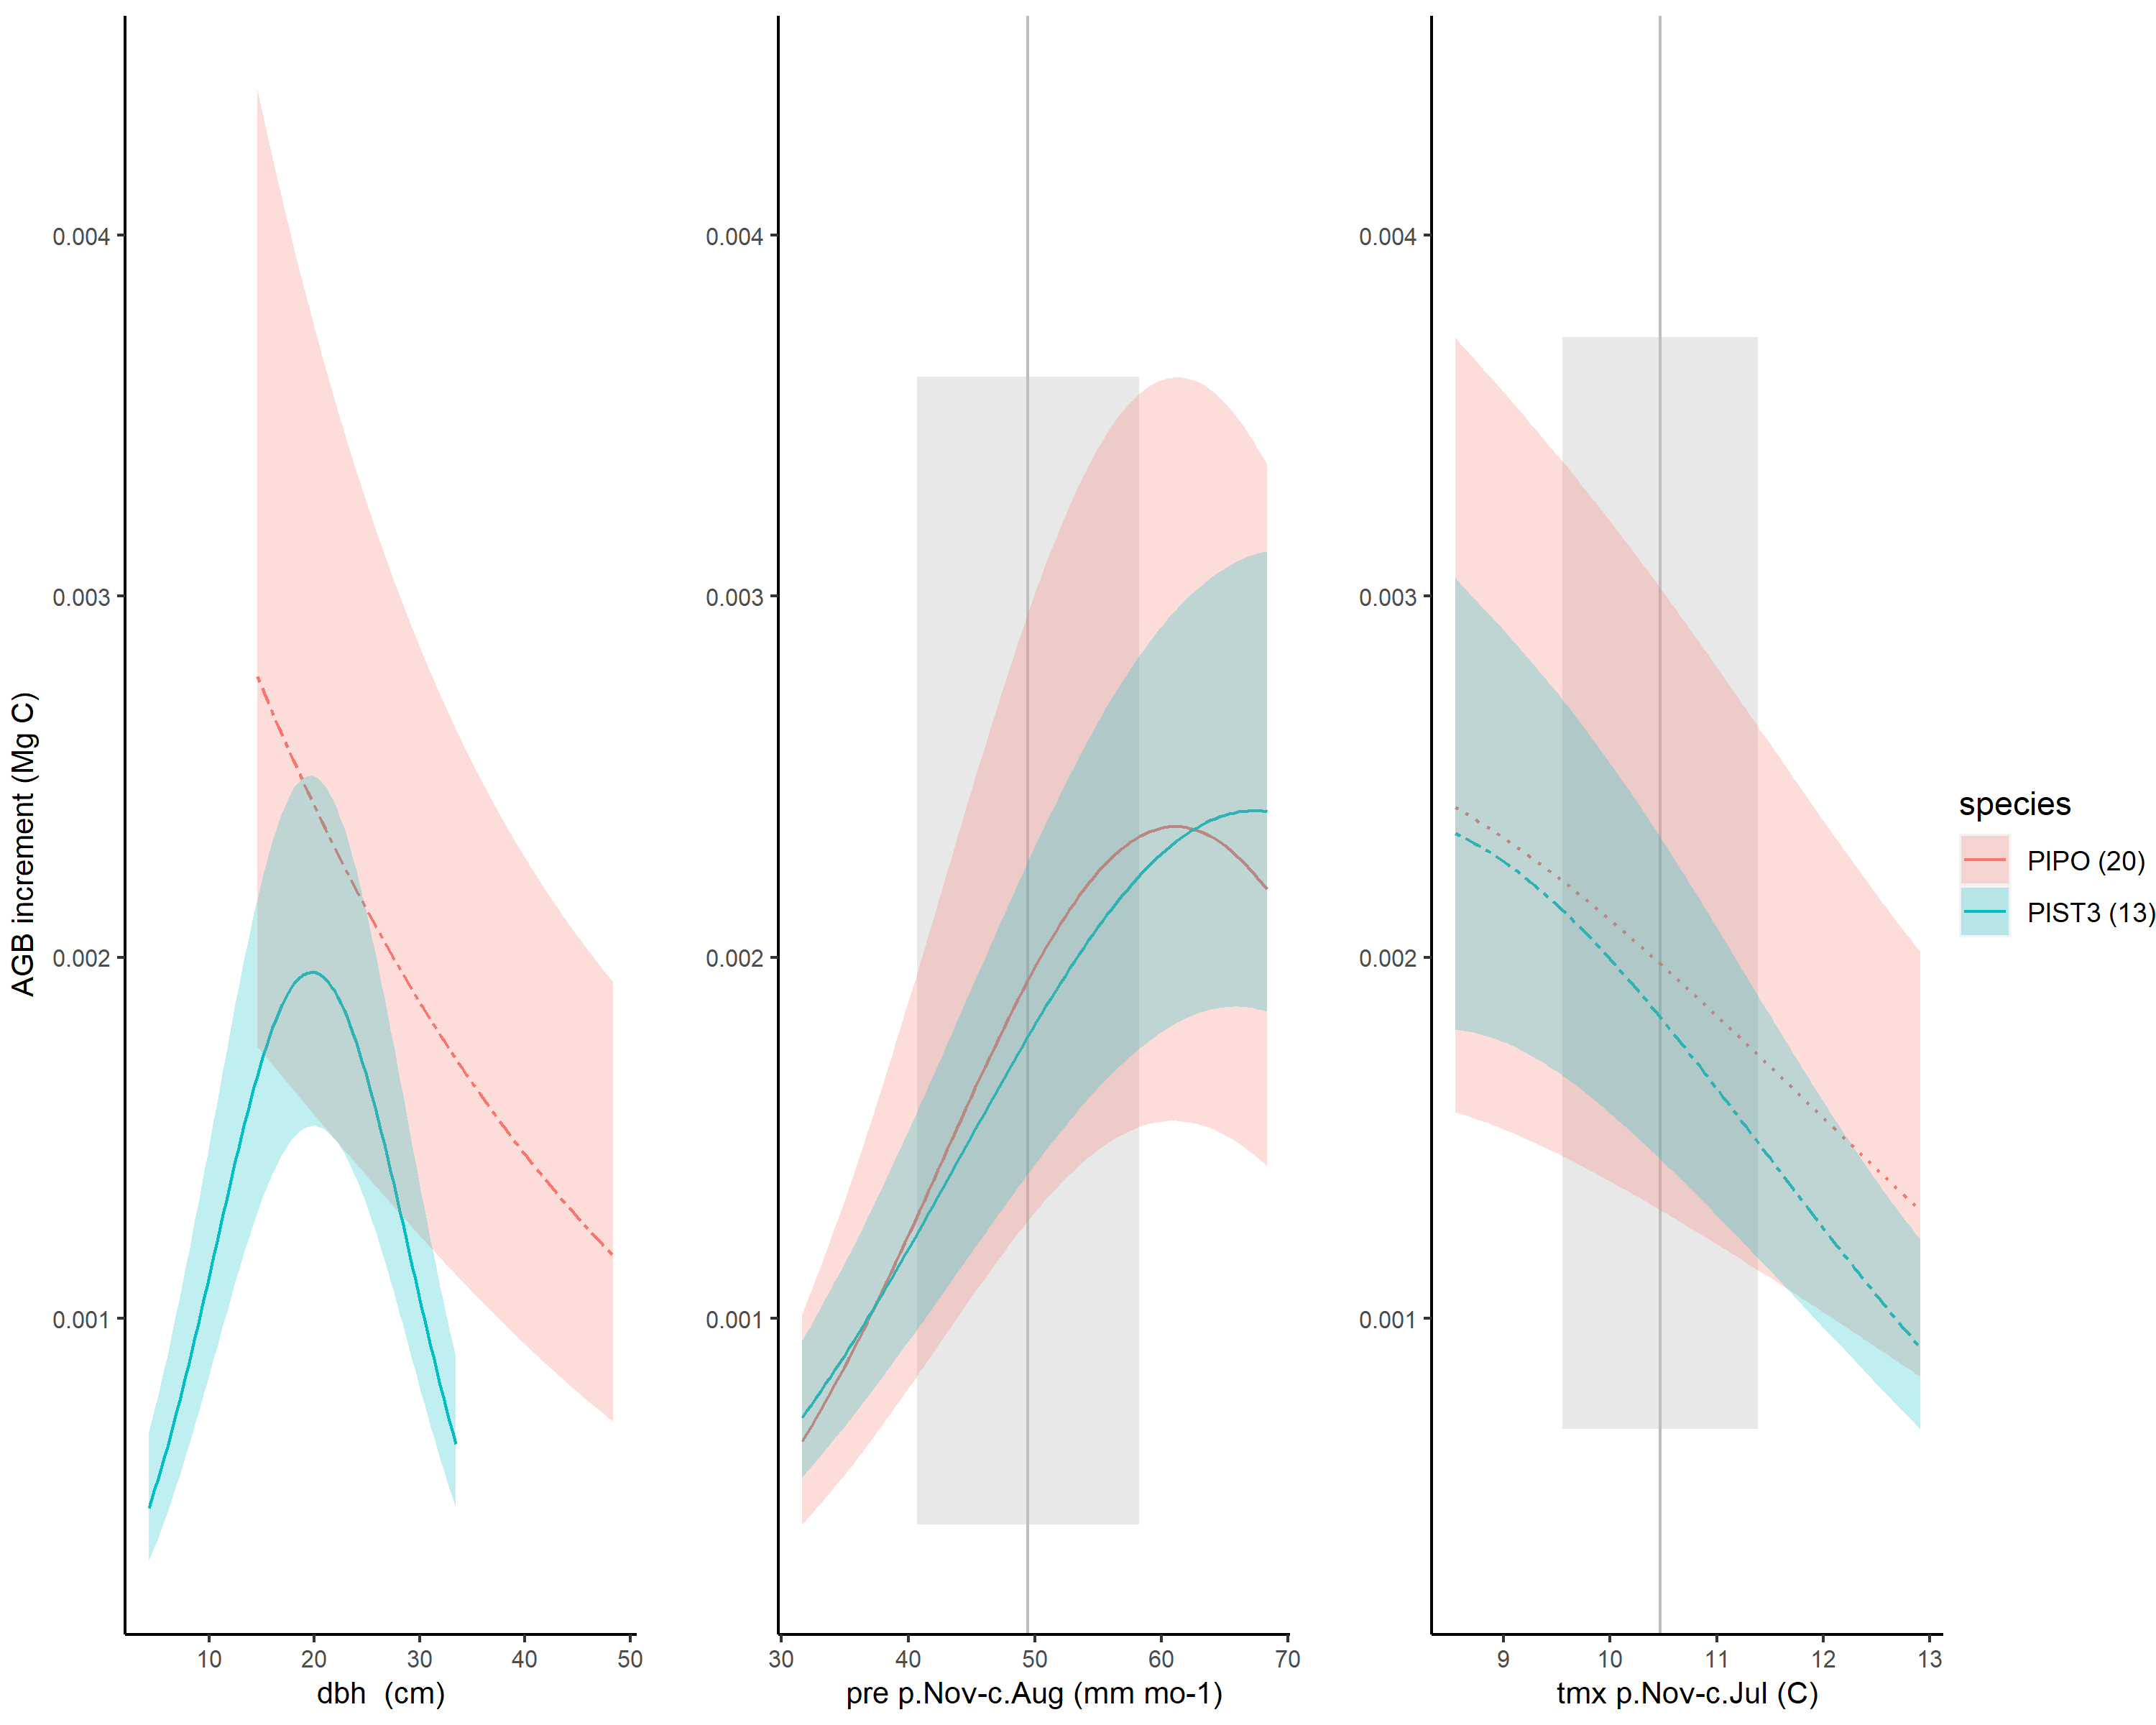 AGB increment (Mg C)
0.004
0.003
0.002
0.001
10 20 30 40 50
dbh  (cm)
0.004
0.003
0.002
0.001
30 40 50 60 70
pre p.Nov-c.Aug (mm mo-1)
0.004
0.003
0.002
0.001
9 10 11 12 13
tmx p.Nov-c.Jul (C)
species
PIPO (20)
PIST3 (13)